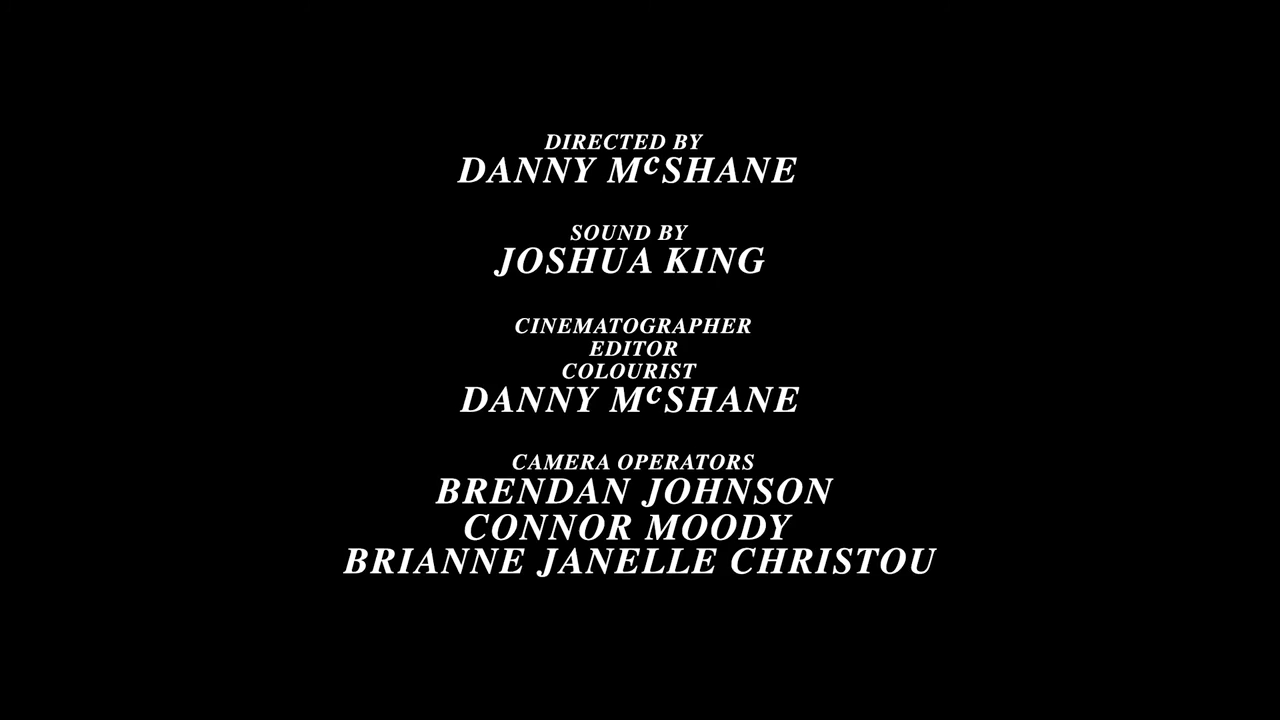 DIRECTED BY
DANNY McSHANE
SOUND BY
JOSHUA KING
CINEMATOGRAPHER
EDITOR
COLOURIST
DANNY McSHANE
CAMERA OPERATORS
BRENDAN JOHNSON
CONNOR MOODY
BRIANNE JANELLE CHRISTOU